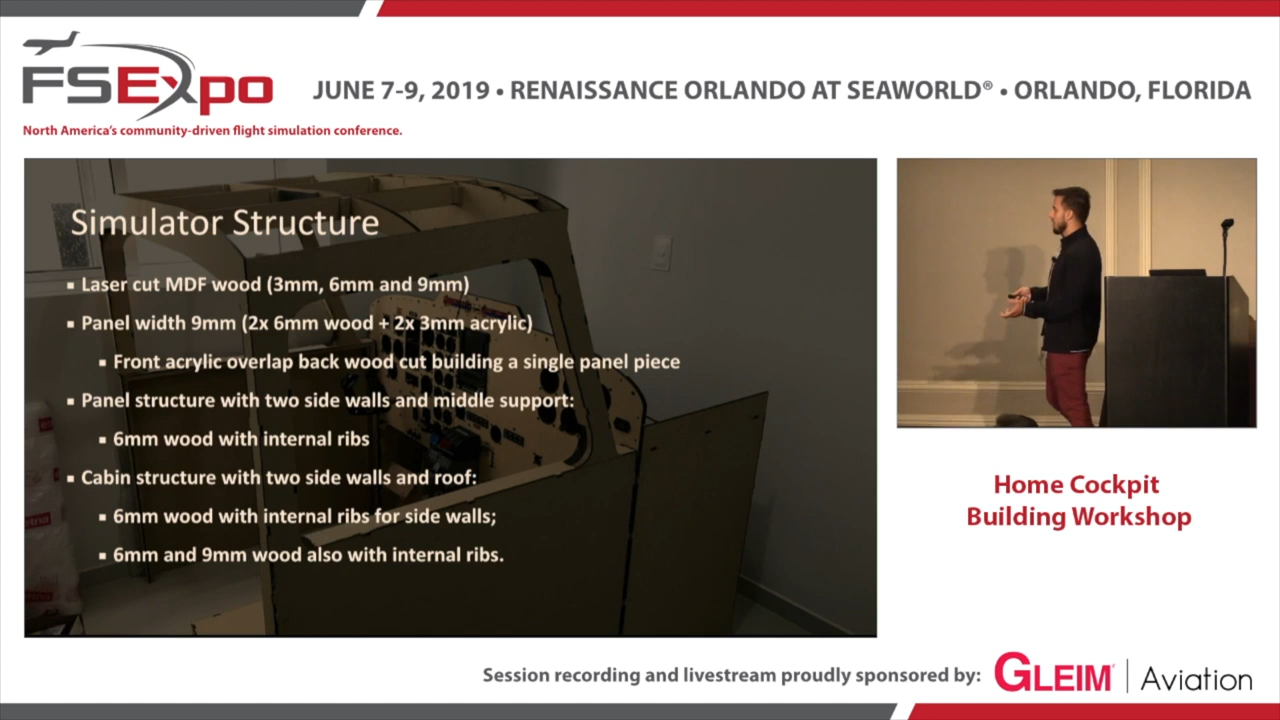 FSExpo
North America's community-driven flight simulation conference.
JUNE 7-9, 2019 • RENAISSANCE ORLANDO AT SEAWORLD® • ORLANDO, FLORIDA
Simulator Structure
▪ Laser cut MDF wood (3mm, 6mm and 9mm)
▪ Panel width 9mm (2x 6mm wood + 2x 3mm acrylic)
▪ Front acrylic overlap back wood cut building a single panel piece
▪ Panel structure with two side walls and middle support:
▪ 6mm wood with internal ribs
▪ Cabin structure with two side walls and roof:
▪ 6mm wood with internal ribs for side walls;
▪ 6mm and 9mm wood also with internal ribs.
Home Cockpit
Building Workshop
Session recording and livestream proudly sponsored by:
GLEIM | Aviation